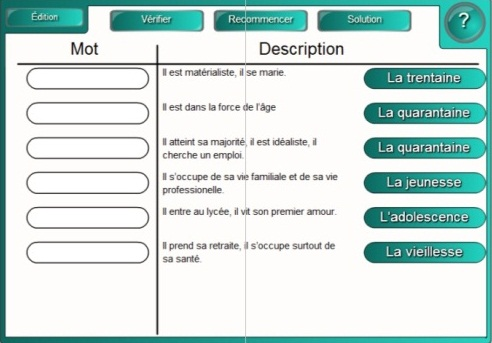 Édition
Vérifier
Recommencer
Solution
?
Mot
Description
Il est matérialiste, il se marie.
La trentaine
Il est dans la force de l'âge
La quarantaine
Il atteint sa majorité, il est idéaliste, il
cherche un emploi.
La quarantaine
Il s'occupe de sa vie familiale et de sa vie
professionelle.
La jeunesse
Il entre au lycée, il vit son premier amour.
L'adolescence
Il prend sa retraite, il s'occupe surtout de
sa santé.
La vieillesse